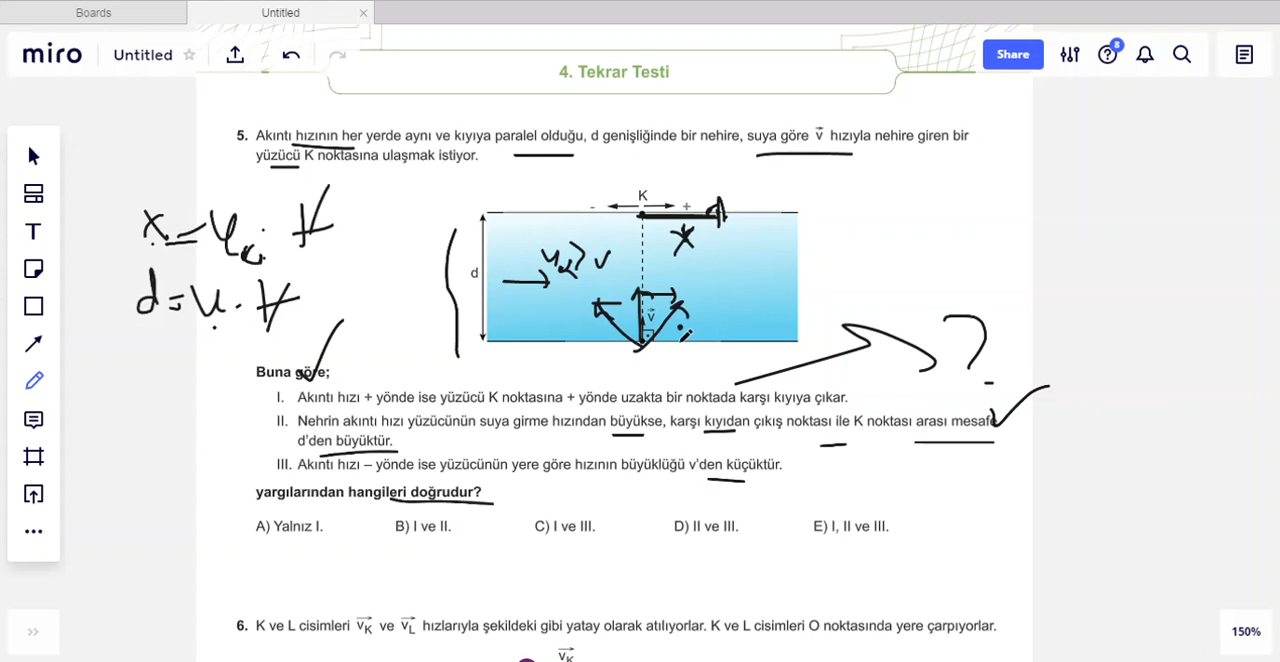 Boards
Untitled
miro
Untitled
Share
8
4. Tekrar Testi
5. Akıntı hızının her yerde aynı ve kıyıya paralel olduğu, d genişliğinde bir nehire, suya göre v hızıyla nehire giren bir
yüzücü K noktasına ulaşmak istiyor.
K
- +
x
d
v
x =
d = v . t
?
Buna göre;
I. Akıntı hızı + yönde ise yüzücü K noktasına + yönde uzakta bir noktada karşı kıyıya çıkar.
II. Nehrin akıntı hızı yüzücünün suya girme hızından büyükse, karşı kıyıdan çıkış noktası ile K noktası arası mesafe
d'den büyüktür.
III. Akıntı hızı – yönde ise yüzücünün yere göre hızının büyüklüğü v'den küçüktür.
yargılarından hangileri doğrudur?
A) Yalnız I. B) I ve II. C) I ve III. D) II ve III. E) I, II ve III.
6. K ve L cisimleri vK ve vL hızlarıyla şekildeki gibi yatay olarak atılıyorlar. K ve L cisimleri O noktasında yere çarpıyorlar.
vK
150%